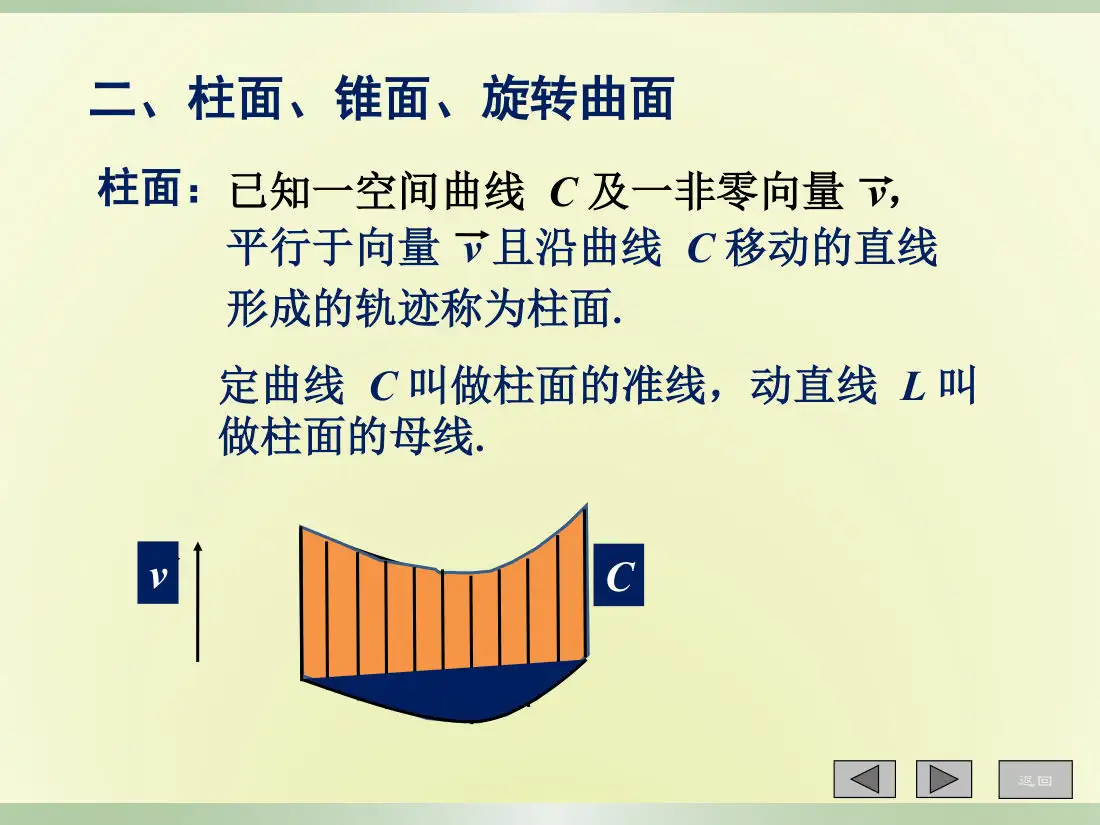 二、柱面、锥面、旋转曲面
柱面：已知一空间曲线 C 及一非零向量 v，
平行于向量 v 且沿曲线 C 移动的直线
形成的轨迹称为柱面.
定曲线 C 叫做柱面的准线，动直线 L 叫
做柱面的母线.
v
C
返回